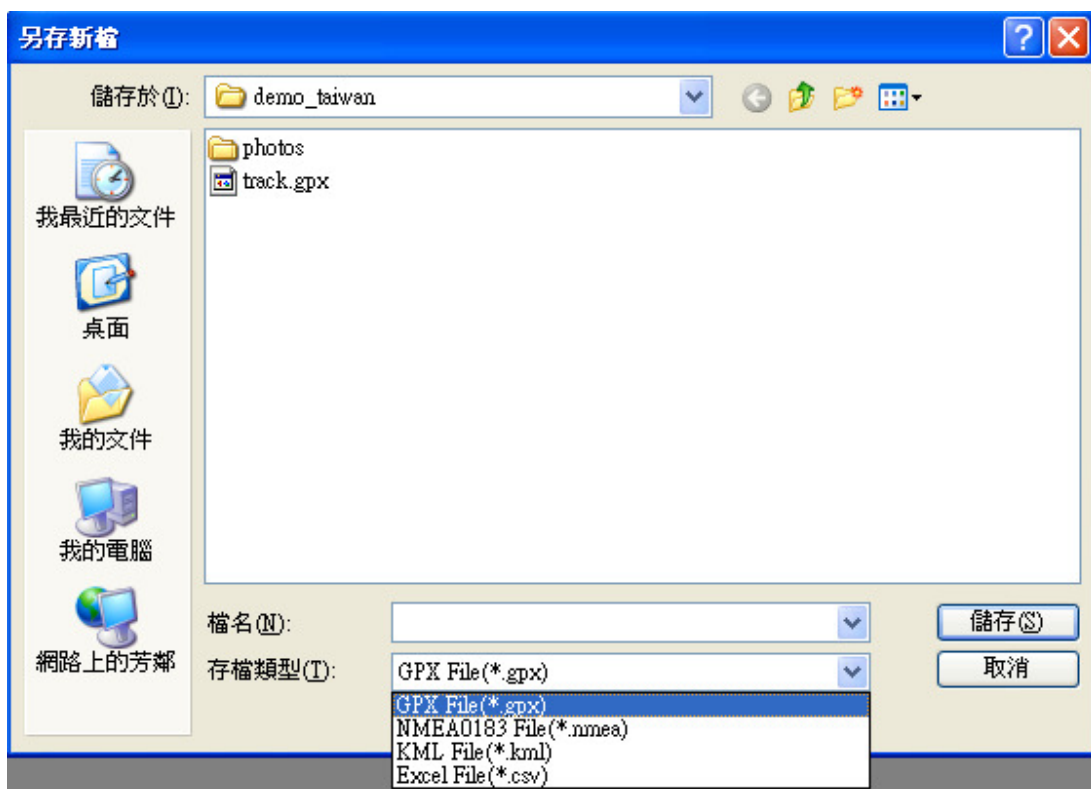 另存新檔
儲存於(I):
demo_taiwan
photos
track.gpx
我最近的文件
桌面
我的文件
我的電腦
網路上的芳鄰
檔名(N):
儲存(S)
存檔類型(T):
GPX File(*.gpx)
取消
GPX File(*.gpx)
NMEA0183 File(*.nmea)
KML File(*.kml)
Excel File(*.csv)